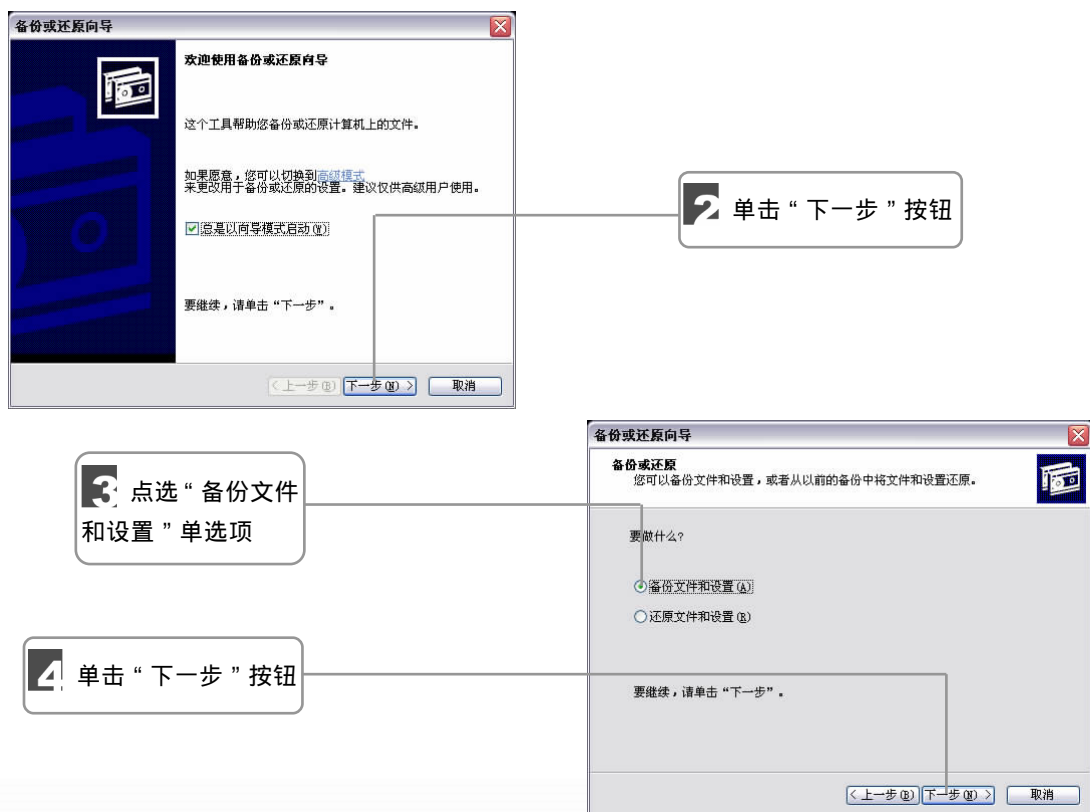 备份或还原向导
欢迎使用备份或还原向导
这个工具帮助您备份或还原计算机上的文件。
如果愿意，您可以切换到高级模式
来更改用于备份或还原的设置。建议仅供高级用户使用。
总是以向导模式启动(W)
要继续，请单击“下一步”。
<上一步(B) 下一步(N)> 取消
2 单击“下一步”按钮
3 点选“备份文件
和设置”单选项
备份或还原向导
备份或还原
您可以备份文件和设置，或者从以前的备份中将文件和设置还原。
要做什么?
备份文件和设置(A)
还原文件和设置(R)
4 单击“下一步”按钮
要继续，请单击“下一步”。
<上一步(B) 下一步(N)> 取消